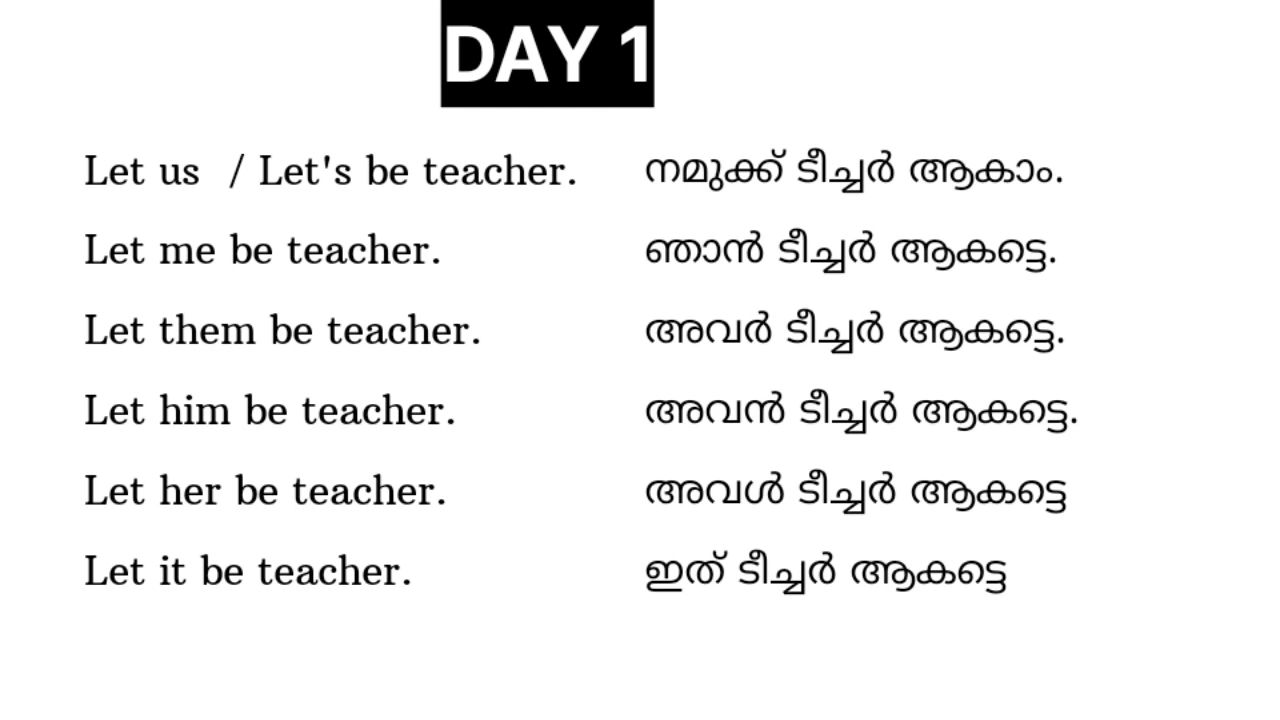 DAY 1
Let us / Let's be teacher. നമുക്ക് ടീച്ചർ ആകാം.
Let me be teacher. ഞാൻ ടീച്ചർ ആകട്ടെ.
Let them be teacher. അവർ ടീച്ചർ ആകട്ടെ.
Let him be teacher. അവൻ ടീച്ചർ ആകട്ടെ.
Let her be teacher. അവൾ ടീച്ചർ ആകട്ടെ
Let it be teacher. ഇത് ടീച്ചർ ആകട്ടെ